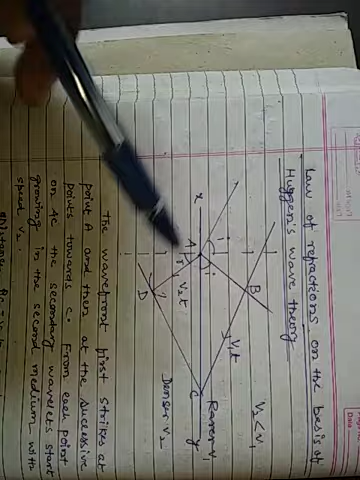 Law of refractions on the basis of
Huygen's wave theory
V₂ < V₁
B
V₁t
i
i
A
x
C
y
Rarer V₁
Denser V₂
r
V₂t
D
The wavefront first strikes at
point A and then at the successive
points towards C. From each point
on AC the secondary wavelets start
growing in the second medium with
speed V₂.